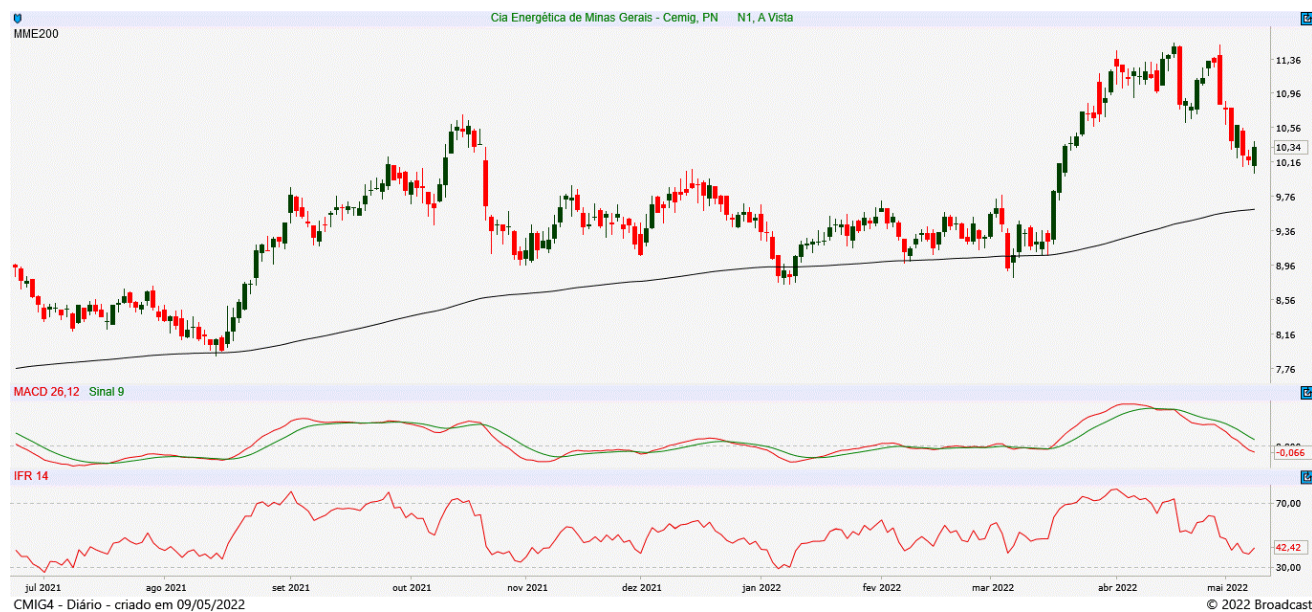 Cia Energética de Minas Gerais - Cemig, PN N1, A Vista
MME200
11,36
10,96
10,56
10,34
10,16
9,76
9,36
8,96
8,56
8,16
7,76
MACD 26,12 Sinal 9
-0,066
IFR 14
70,00
42,42
30,00
jul 2021 ago 2021 set 2021 out 2021 nov 2021 dez 2021 jan 2022 fev 2022 mar 2022 abr 2022 mai 2022
CMIG4 - Diário - criado em 09/05/2022 © 2022 Broadcast